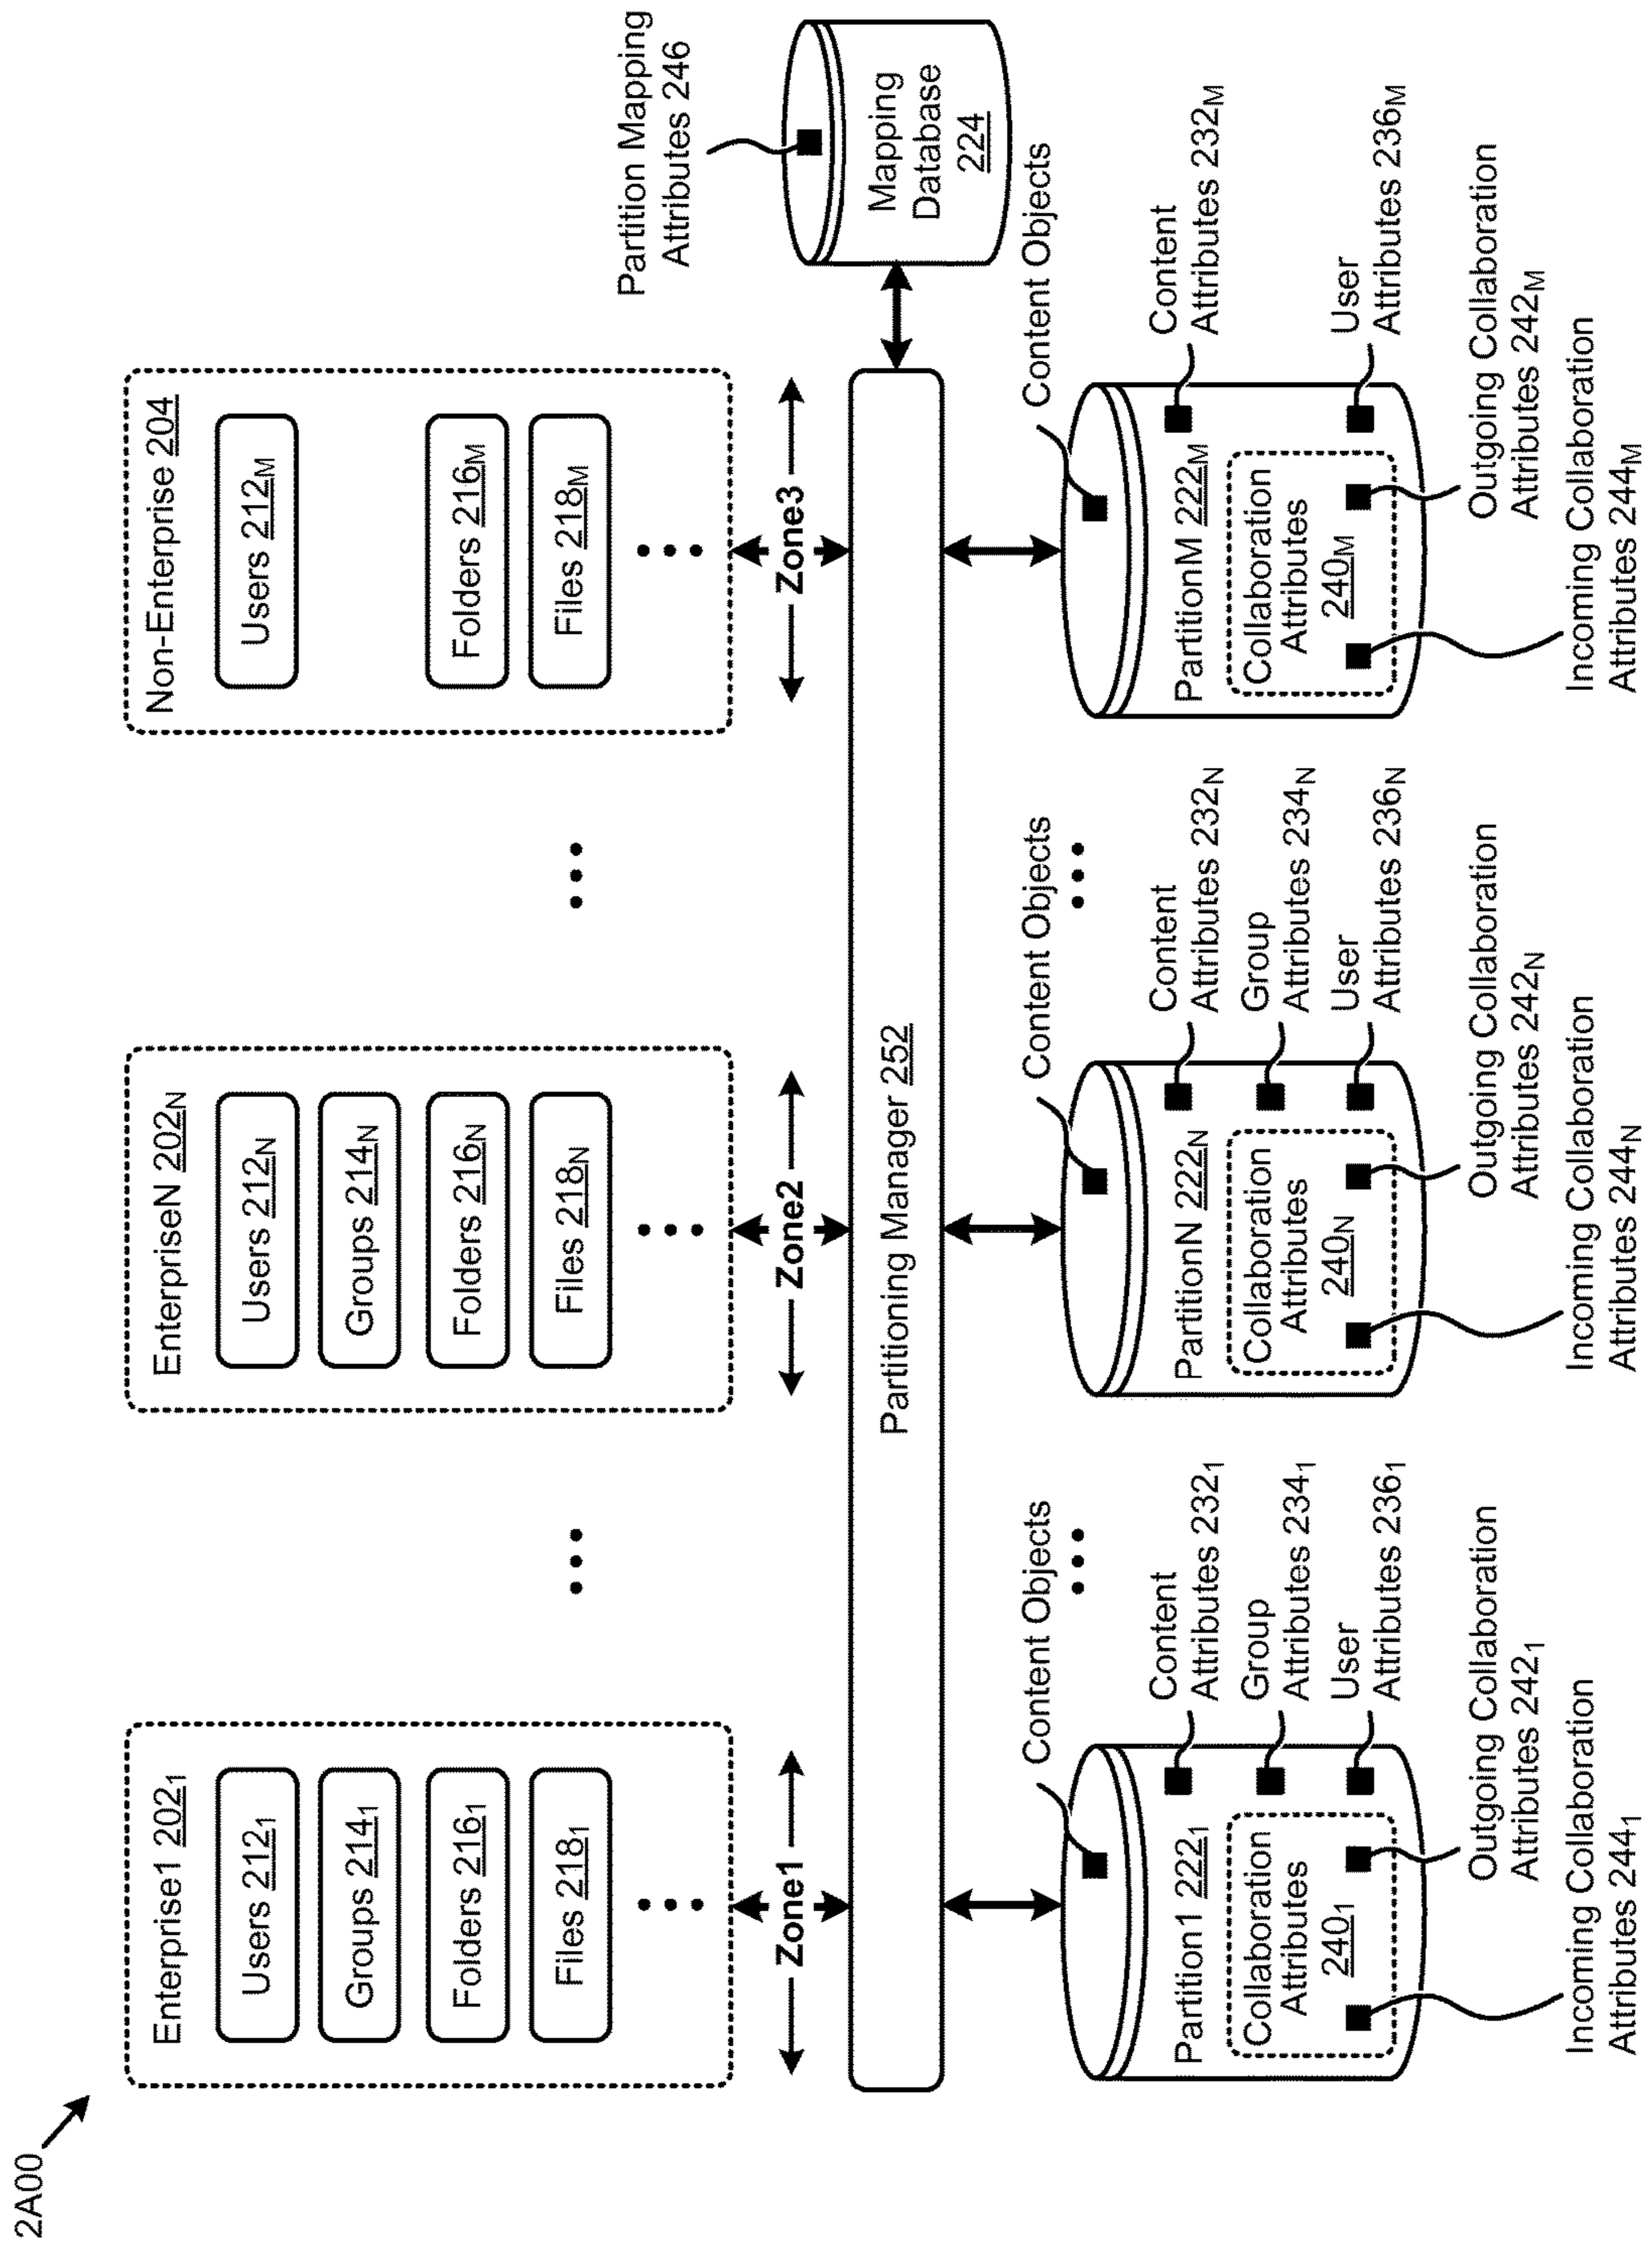 2A00
Enterprise1 202₁
Users 212₁
Groups 214₁
Folders 216₁
Files 218₁
EnterpriseN 202N
Users 212N
Groups 214N
Folders 216N
Files 218N
Non-Enterprise 204
Users 212M
Folders 216M
Files 218M
Zone1
Zone2
Zone3
Partitioning Manager 252
Partition Mapping
Attributes 246
Mapping
Database
224
Content Objects
Partition1 222₁
Collaboration
Attributes
240₁
Content
Attributes 232₁
Group
Attributes 234₁
User
Attributes 236₁
Outgoing Collaboration
Attributes 242₁
Incoming Collaboration
Attributes 244₁
Content Objects
PartitionN 222N
Collaboration
Attributes
240N
Content
Attributes 232N
Group
Attributes 234N
User
Attributes 236N
Outgoing Collaboration
Attributes 242N
Incoming Collaboration
Attributes 244N
Content Objects
PartitionM 222M
Collaboration
Attributes
240M
Content
Attributes 232M
User
Attributes 236M
Outgoing Collaboration
Attributes 242M
Incoming Collaboration
Attributes 244M